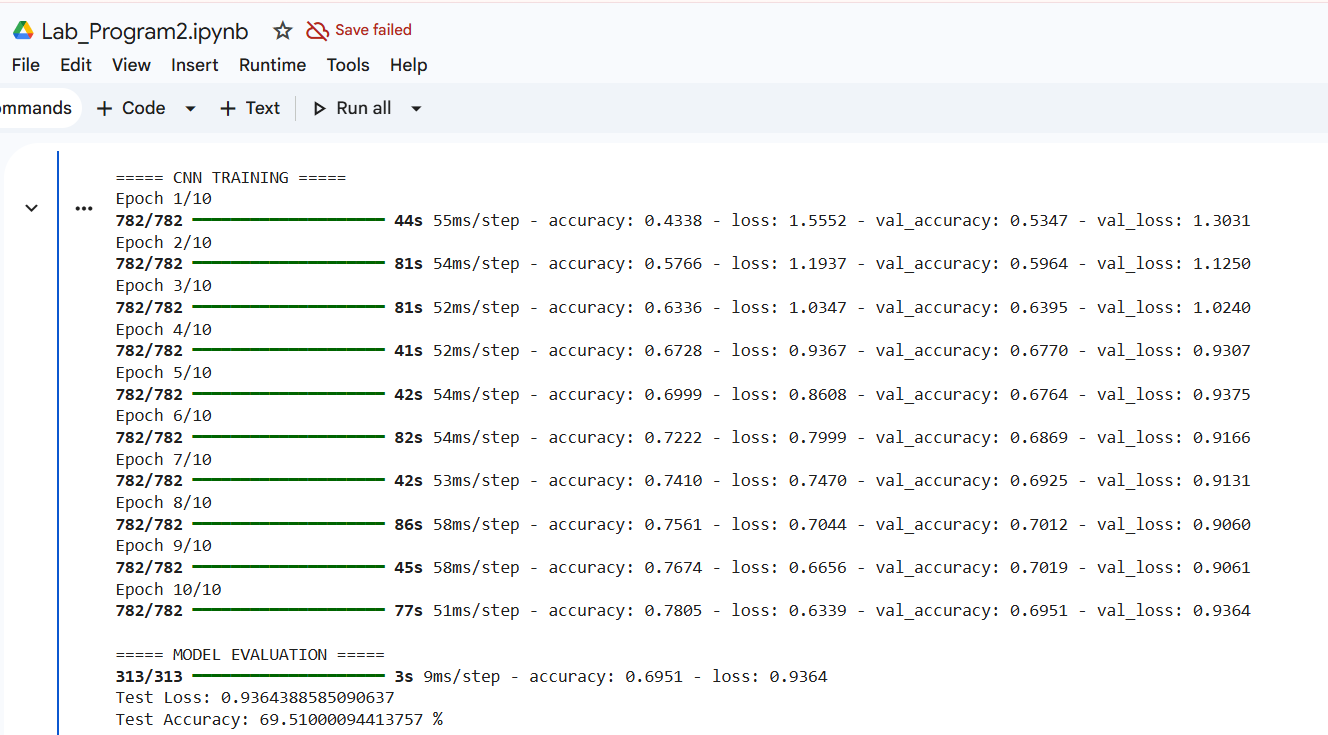 Lab_Program2.ipynb Save failed
File Edit View Insert Runtime Tools Help
ommands + Code + Text Run all
===== CNN TRAINING =====
Epoch 1/10
782/782 44s 55ms/step - accuracy: 0.4338 - loss: 1.5552 - val_accuracy: 0.5347 - val_loss: 1.3031
Epoch 2/10
782/782 81s 54ms/step - accuracy: 0.5766 - loss: 1.1937 - val_accuracy: 0.5964 - val_loss: 1.1250
Epoch 3/10
782/782 81s 52ms/step - accuracy: 0.6336 - loss: 1.0347 - val_accuracy: 0.6395 - val_loss: 1.0240
Epoch 4/10
782/782 41s 52ms/step - accuracy: 0.6728 - loss: 0.9367 - val_accuracy: 0.6770 - val_loss: 0.9307
Epoch 5/10
782/782 42s 54ms/step - accuracy: 0.6999 - loss: 0.8608 - val_accuracy: 0.6764 - val_loss: 0.9375
Epoch 6/10
782/782 82s 54ms/step - accuracy: 0.7222 - loss: 0.7999 - val_accuracy: 0.6869 - val_loss: 0.9166
Epoch 7/10
782/782 42s 53ms/step - accuracy: 0.7410 - loss: 0.7470 - val_accuracy: 0.6925 - val_loss: 0.9131
Epoch 8/10
782/782 86s 58ms/step - accuracy: 0.7561 - loss: 0.7044 - val_accuracy: 0.7012 - val_loss: 0.9060
Epoch 9/10
782/782 45s 58ms/step - accuracy: 0.7674 - loss: 0.6656 - val_accuracy: 0.7019 - val_loss: 0.9061
Epoch 10/10
782/782 77s 51ms/step - accuracy: 0.7805 - loss: 0.6339 - val_accuracy: 0.6951 - val_loss: 0.9364
===== MODEL EVALUATION =====
313/313 3s 9ms/step - accuracy: 0.6951 - loss: 0.9364
Test Loss: 0.9364388585090637
Test Accuracy: 69.51000094413757 %